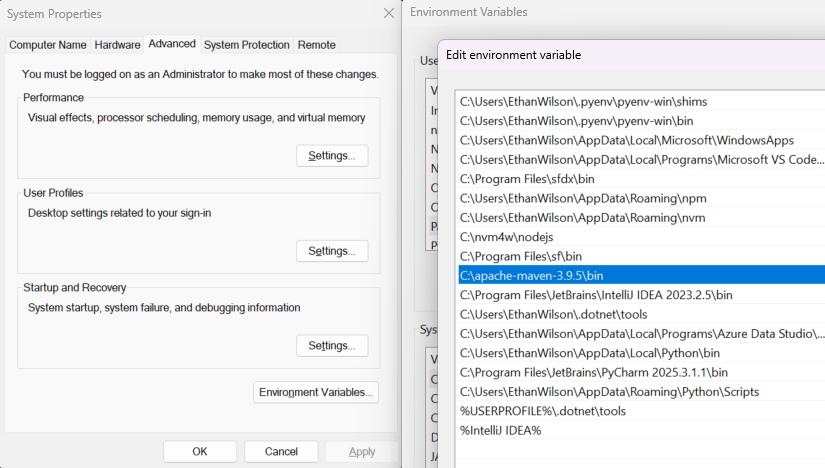 System Properties
Computer Name
Hardware
Advanced
System Protection
Remote
You must be logged on as an Administrator to make most of these changes.
Performance
Visual effects, processor scheduling, memory usage, and virtual memory
Settings...
User Profiles
Desktop settings related to your sign-in
Settings...
Startup and Recovery
System startup, system failure, and debugging information
Settings...
Environment Variables...
OK
Cancel
Apply
Environment Variables
Edit environment variable
C:\Users\EthanWilson\.pyenv\pyenv-win\shims
C:\Users\EthanWilson\.pyenv\pyenv-win\bin
C:\Users\EthanWilson\AppData\Local\Microsoft\WindowsApps
C:\Users\EthanWilson\AppData\Local\Programs\Microsoft VS Code...
C:\Program Files\sfdx\bin
C:\Users\EthanWilson\AppData\Roaming\npm
C:\Users\EthanWilson\AppData\Roaming\nvm
C:\nvm4w\nodejs
C:\Program Files\sf\bin
C:\apache-maven-3.9.5\bin
C:\Program Files\JetBrains\IntelliJ IDEA 2023.2.5\bin
C:\Users\EthanWilson\.dotnet\tools
C:\Users\EthanWilson\AppData\Local\Programs\Azure Data Studio\...
C:\Users\EthanWilson\AppData\Local\Python\bin
C:\Program Files\JetBrains\PyCharm 2025.3.1.1\bin
C:\Users\EthanWilson\AppData\Roaming\Python\Scripts
%USERPROFILE%\.dotnet\tools
%IntelliJ IDEA%